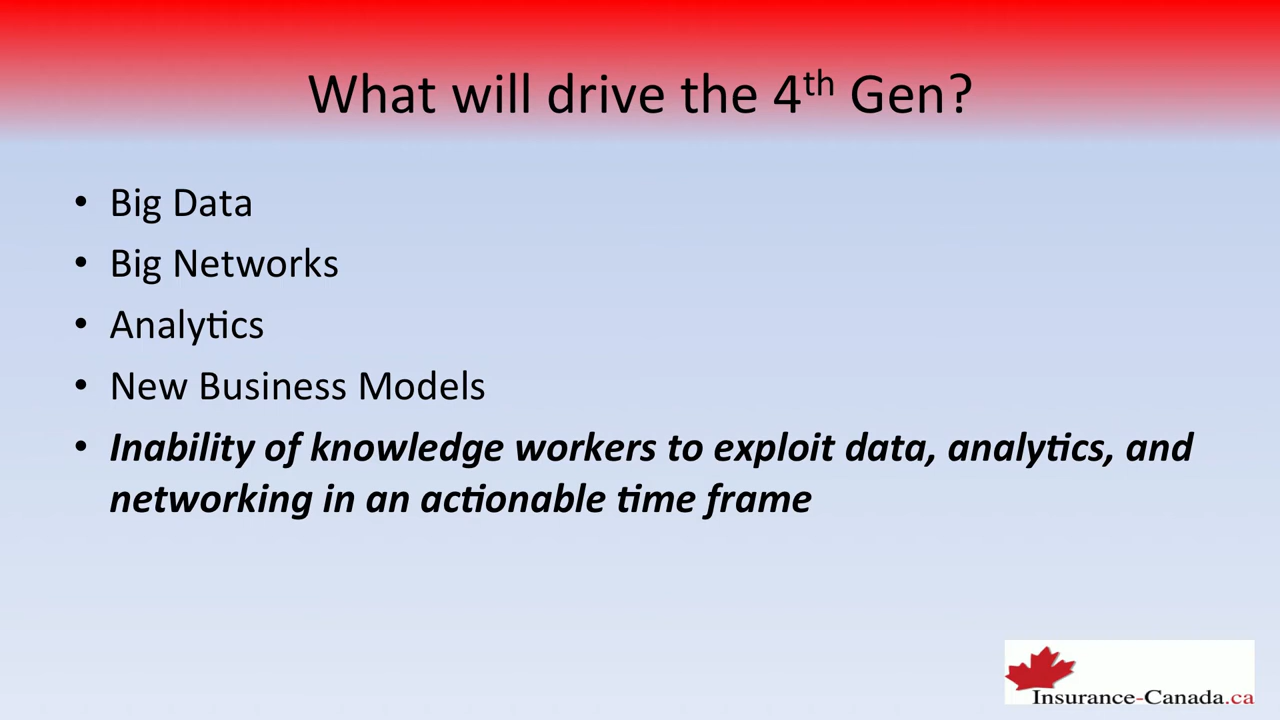 What will drive the 4th Gen?
• Big Data
• Big Networks
• Analytics
• New Business Models
• Inability of knowledge workers to exploit data, analytics, and
networking in an actionable time frame
Insurance-Canada.ca